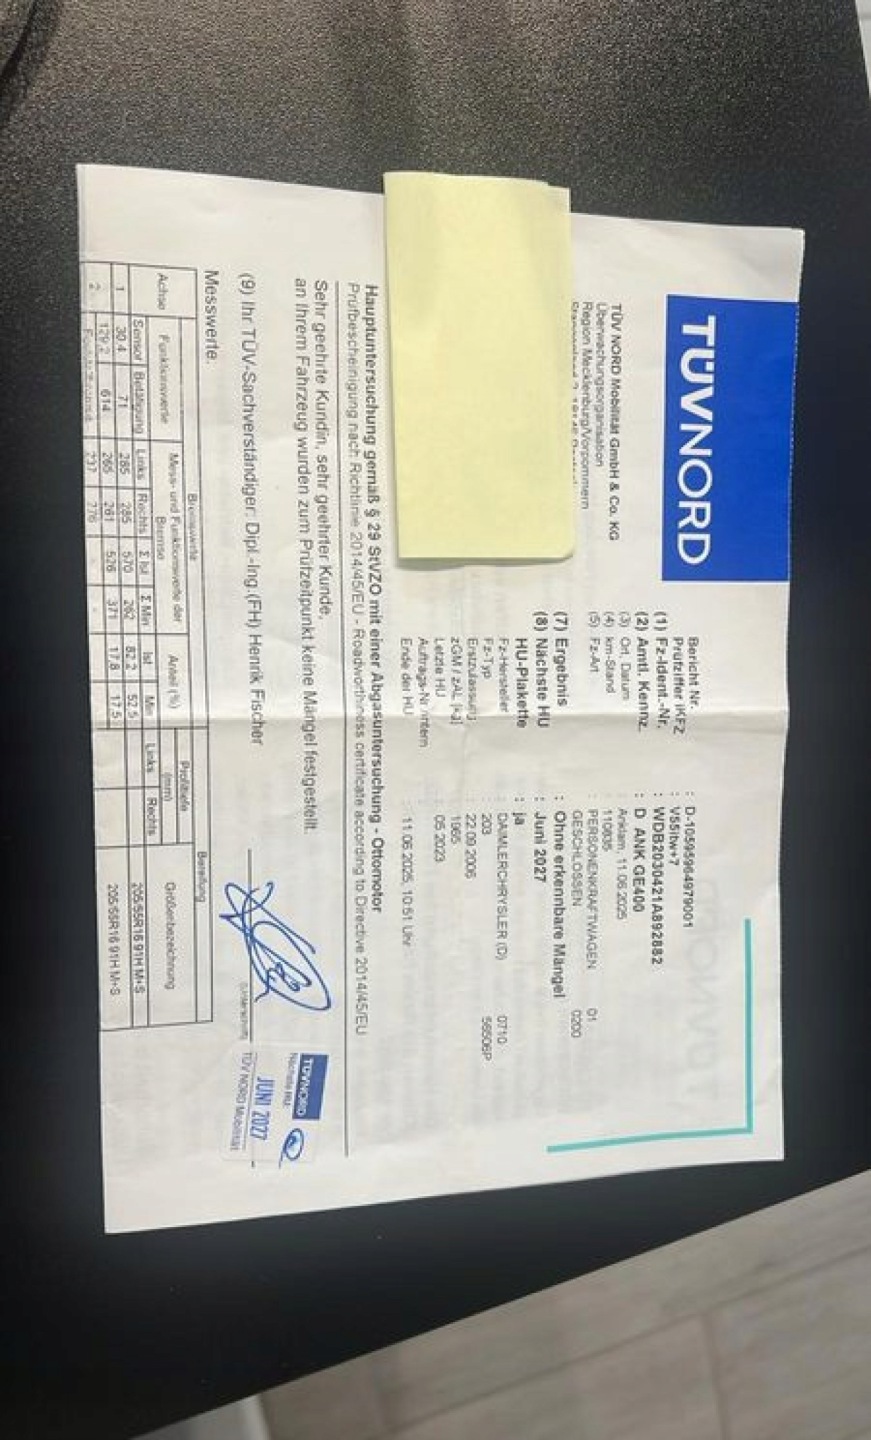 TÜVNORD
TÜV NORD Mobilität GmbH & Co. KG
Überwachungsorganisation
Region Mecklenburg/Vorpommern
Bericht Nr. : D-10595964979001
Prüfziffer iKFZ : V55itw+7
(1) Fz-Ident.-Nr. : WDB2030421A892882
(2) Amtl. Kennz. : D ANK GE400
(3) Ort, Datum : Anklam, 11.06.2025
(4) km-Stand : 110835
(5) Fz-Art : PERSONENKRAFTWAGEN 01
GESCHLOSSEN 0200
(7) Ergebnis : Ohne erkennbare Mängel
(8) Nächste HU : Juni 2027
HU-Plakette : ja
Fz-Hersteller : DAIMLERCHRYSLER (D) 0710
Fz-Typ : 203
Erstzulassung : 22.09.2006
zGM / zAL [kg] : 1965
Letzte HU : 05.2023
Auftrags-Nr. intern
Ende der HU : 11.06.2025, 10:51 Uhr
Hauptuntersuchung gemäß § 29 StVZO mit einer Abgasuntersuchung - Ottomotor
Prüfbescheinigung nach Richtlinie 2014/45/EU - Roadworthiness certificate according to Directive 2014/45/EU
Sehr geehrte Kundin, sehr geehrter Kunde,
an Ihrem Fahrzeug wurden zum Prüfzeitpunkt keine Mängel festgestellt.
(9) Ihr TÜV-Sachverständiger: Dipl.-Ing.(FH) Henrik Fischer
(Unterschrift)
TÜVNORD
Nächste HU:
JUNI 2027
TÜV NORD Mobilität
Messwerte:
Bremswerte Bereifung
Achse Funktionswerte Mess- und Funktionswerte der Bremse Anteil (%) Profiltiefe (mm) Größenbezeichnung
Sensor Betätigung Links Rechts Σ Ist Σ Min Ist Min Links Rechts
1 30.4 71 285 285 570 262 82.2 52.5 205/55R16 91H M+S
129.2 614 265 261 526 371 17.8 17.5 205/55R16 91H M+S
2 237 276